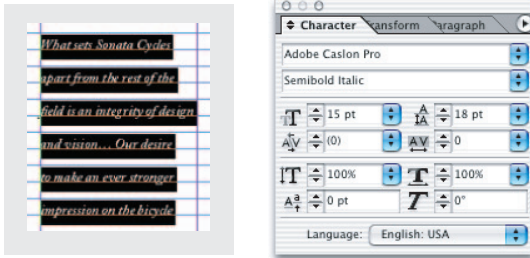 What sets Sonata Cycles
apart from the rest of the
field is an integrity of design
and vision… Our desire
to make an ever stronger
impression on the bicycle
Character Transform Paragraph
Adobe Caslon Pro
Semibold Italic
15 pt 18 pt
(0) 0
100% 100%
0 pt 0°
Language: English: USA